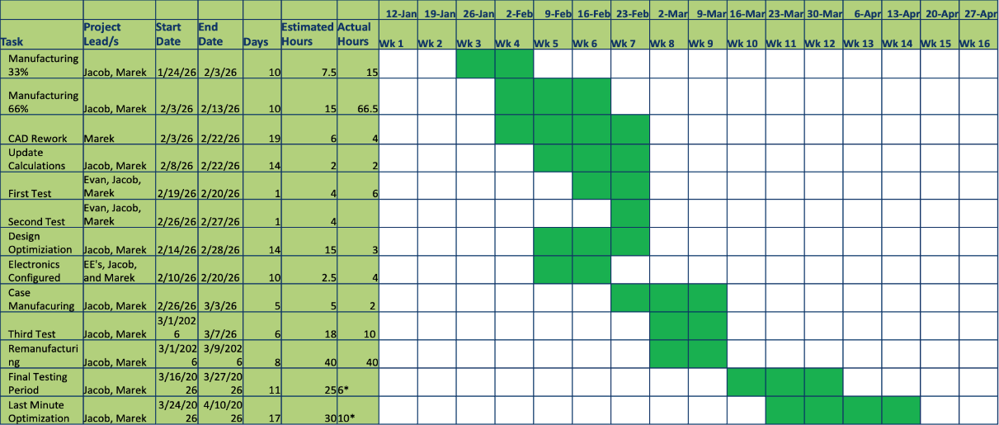 12-Jan 19-Jan 26-Jan 2-Feb 9-Feb 16-Feb 23-Feb 2-Mar 9-Mar 16-Mar 23-Mar 30-Mar 6-Apr 13-Apr 20-Apr 27-Apr
Task Project Lead/s Start Date End Date Days Estimated Hours Actual Hours Wk 1 Wk 2 Wk 3 Wk 4 Wk 5 Wk 6 Wk 7 Wk 8 Wk 9 Wk 10 Wk 11 Wk 12 Wk 13 Wk 14 Wk 15 Wk 16
Manufacturing 33% Jacob, Marek 1/24/26 2/3/26 10 7.5 15
Manufacturing 66% Jacob, Marek 2/3/26 2/13/26 10 15 66.5
CAD Rework Marek 2/3/26 2/22/26 19 6 4
Update Calculations Jacob, Marek 2/8/26 2/22/26 14 2 2
First Test Evan, Jacob, Marek 2/19/26 2/20/26 1 4 6
Second Test Evan, Jacob, Marek 2/26/26 2/27/26 1 4
Design Optimiziation Jacob, Marek 2/14/26 2/28/26 14 15 3
Electronics Configured EE's, Jacob, and Marek 2/10/26 2/20/26 10 2.5 4
Case Manufacuring Jacob, Marek 2/26/26 3/3/26 5 5 2
Third Test Jacob, Marek 3/1/2026 3/7/26 6 18 10
Remanufacturing Jacob, Marek 3/1/2026 3/9/2026 8 40 40
Final Testing Period Jacob, Marek 3/16/2026 3/27/2026 11 25 6*
Last Minute Optimization Jacob, Marek 3/24/2026 4/10/2026 17 30 10*